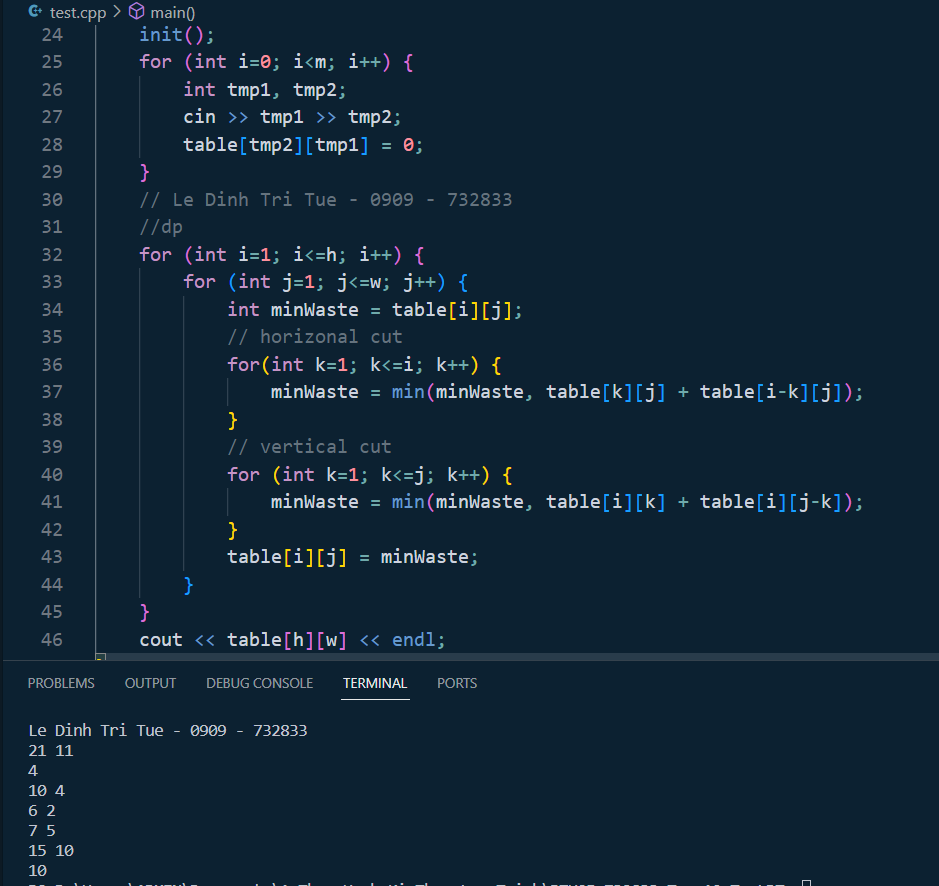 test.cpp > main()
24 init();
25 for (int i=0; i<m; i++) {
26 int tmp1, tmp2;
27 cin >> tmp1 >> tmp2;
28 table[tmp2][tmp1] = 0;
29 }
30 // Le Dinh Tri Tue - 0909 - 732833
31 //dp
32 for (int i=1; i<=h; i++) {
33 for (int j=1; j<=w; j++) {
34 int minWaste = table[i][j];
35 // horizonal cut
36 for(int k=1; k<=i; k++) {
37 minWaste = min(minWaste, table[k][j] + table[i-k][j]);
38 }
39 // vertical cut
40 for (int k=1; k<=j; k++) {
41 minWaste = min(minWaste, table[i][k] + table[i][j-k]);
42 }
43 table[i][j] = minWaste;
44 }
45 }
46 cout << table[h][w] << endl;
PROBLEMS OUTPUT DEBUG CONSOLE TERMINAL PORTS
Le Dinh Tri Tue - 0909 - 732833
21 11
4
10 4
6 2
7 5
15 10
10